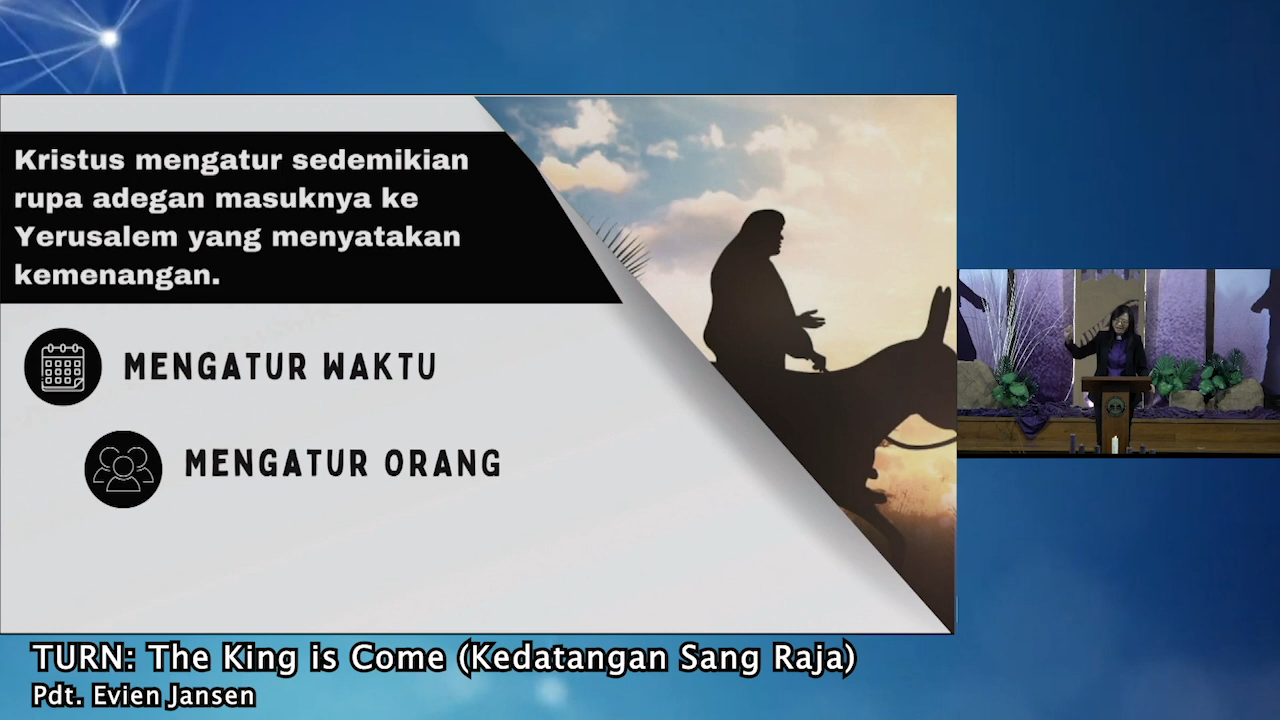 Kristus mengatur sedemikian
rupa adegan masuknya ke
Yerusalem yang menyatakan
kemenangan.
MENGATUR WAKTU
MENGATUR ORANG
TURN: The King is Come (Kedatangan Sang Raja)
Pdt. Evien Jansen